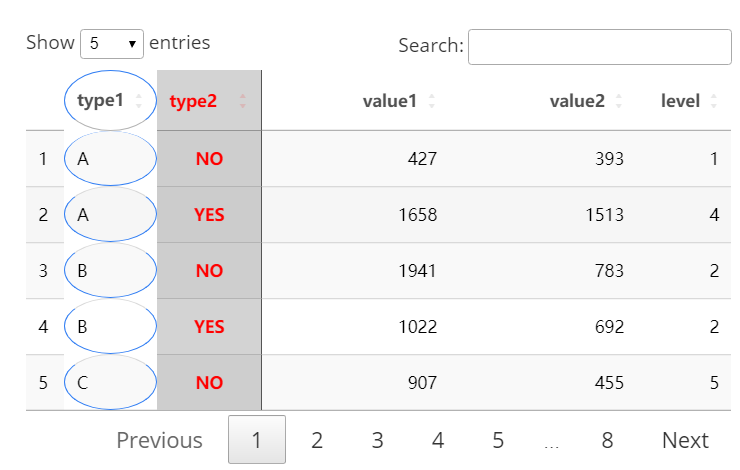 Show 5 entries Search:
type1 type2 value1 value2 level
1 A NO 427 393 1
2 A YES 1658 1513 4
3 B NO 1941 783 2
4 B YES 1022 692 2
5 C NO 907 455 5
Previous 1 2 3 4 5 ... 8 Next